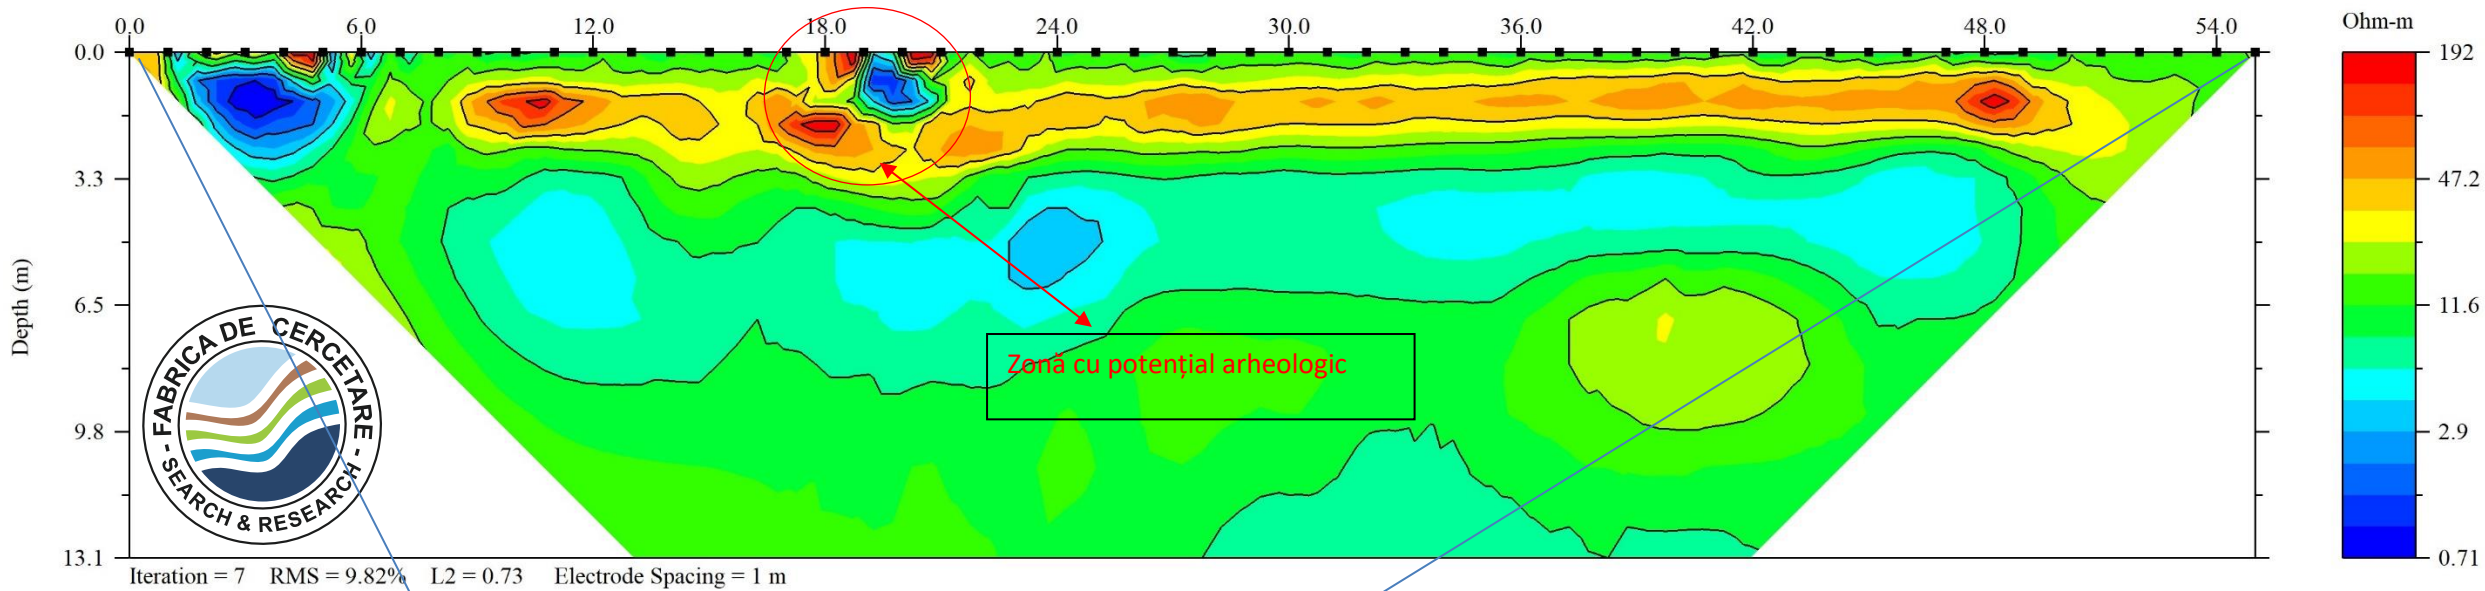 0.0 6.0 12.0 18.0 24.0 30.0 36.0 42.0 48.0 54.0 Ohm-m
0.0
3.3
6.5
9.8
13.1
Depth (m)
192
47.2
11.6
2.9
0.71
Zonă cu potențial arheologic
- FABRICA DE CERCETARE -
SEARCH & RESEARCH
Iteration = 7 RMS = 9.82% L2 = 0.73 Electrode Spacing = 1 m